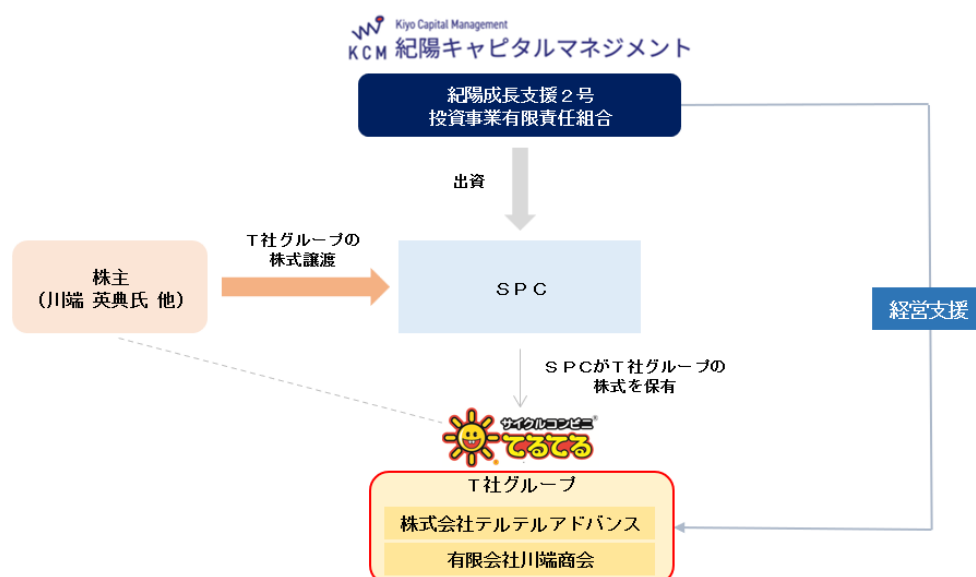 Kiyo Capital Management
KCM 紀陽キャピタルマネジメント
紀陽成長支援2号
投資事業有限責任組合
出資
T社グループの
株式譲渡
株主
(川端 英典氏 他)
SPC
経営支援
SPCがT社グループの
株式を保有
サイクルコンビニ®
てるてる
T社グループ
株式会社テルテルアドバンス
有限会社川端商会